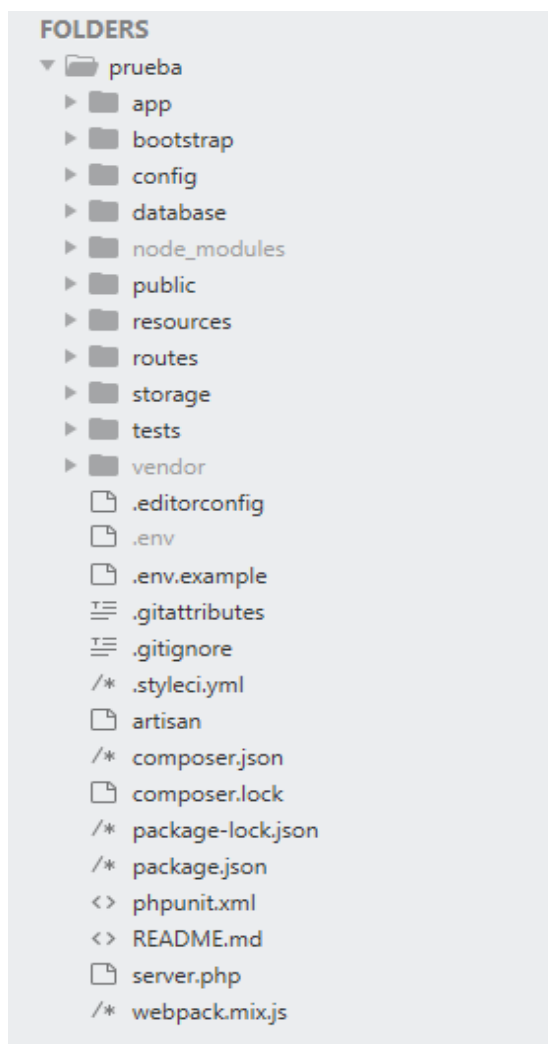 FOLDERS
prueba
app
bootstrap
config
database
node_modules
public
resources
routes
storage
tests
vendor
.editorconfig
.env
.env.example
.gitattributes
.gitignore
/* .styleci.yml
artisan
/* composer.json
composer.lock
/* package-lock.json
/* package.json
<> phpunit.xml
<> README.md
server.php
/* webpack.mix.js